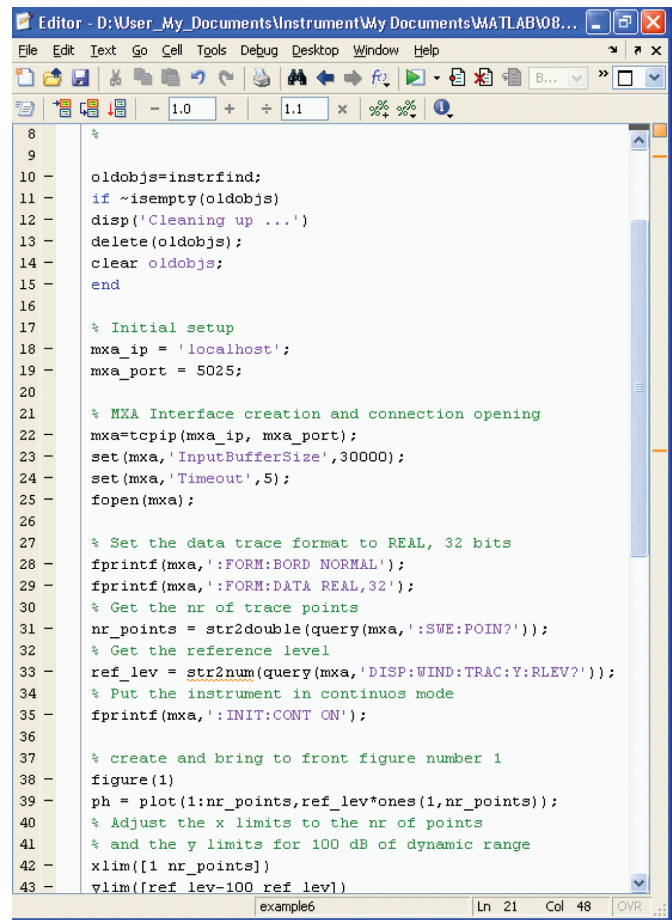 Editor - D:\User_My_Documents\Instrument\My Documents\MATLAB\08...
File Edit Text Go Cell Tools Debug Desktop Window Help
B...
- 1.0 + ÷ 1.1 ×
8 %
9
10 - oldobjs=instrfind;
11 - if ~isempty(oldobjs)
12 - disp('Cleaning up ...')
13 - delete(oldobjs);
14 - clear oldobjs;
15 - end
16
17 % Initial setup
18 - mxa_ip = 'localhost';
19 - mxa_port = 5025;
20
21 % MXA Interface creation and connection opening
22 - mxa=tcpip(mxa_ip, mxa_port);
23 - set(mxa,'InputBufferSize',30000);
24 - set(mxa,'Timeout',5);
25 - fopen(mxa);
26
27 % Set the data trace format to REAL, 32 bits
28 - fprintf(mxa,':FORM:BORD NORMAL');
29 - fprintf(mxa,':FORM:DATA REAL,32');
30 % Get the nr of trace points
31 - nr_points = str2double(query(mxa,':SWE:POIN?'));
32 % Get the reference level
33 - ref_lev = str2num(query(mxa,'DISP:WIND:TRAC:Y:RLEV?'));
34 % Put the instrument in continuos mode
35 - fprintf(mxa,':INIT:CONT ON');
36
37 % create and bring to front figure number 1
38 - figure(1)
39 - ph = plot(1:nr_points,ref_lev*ones(1,nr_points));
40 % Adjust the x limits to the nr of points
41 % and the y limits for 100 dB of dynamic range
42 - xlim([1 nr_points])
43 - ylim([ref_lev-100 ref_lev])
example6 Ln 21 Col 48 OVR